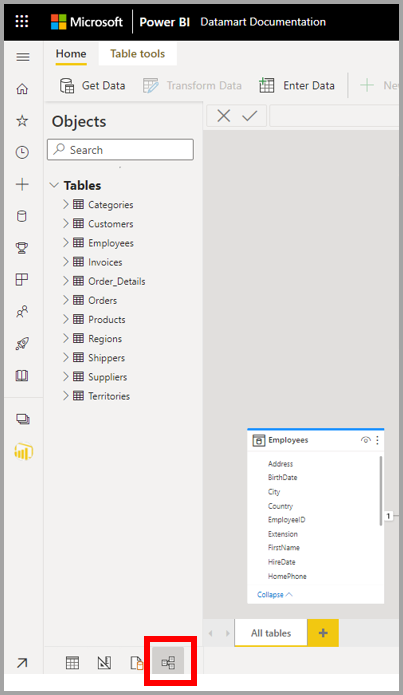 Microsoft Power BI Datamart Documentation
Home Table tools
Get Data Transform Data Enter Data Ne
Objects
Search
Tables
Categories
Customers
Employees
Invoices
Order_Details
Orders
Products
Regions
Shippers
Suppliers
Territories
Employees
Address
BirthDate
City
Country
EmployeeID
Extension
FirstName
HireDate
HomePhone
Collapse
1
All tables +